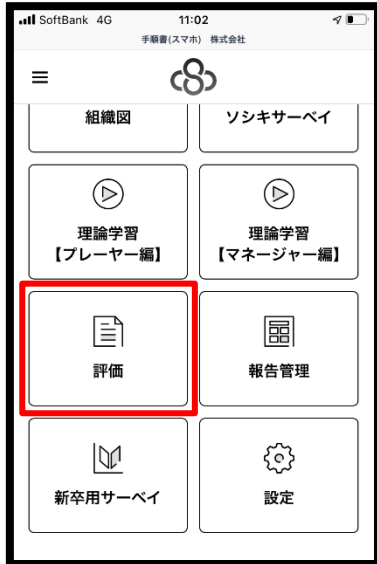 SoftBank 4G 11:02
手順書(スマホ) 株式会社
組織図
ソシキサーベイ
理論学習
【プレーヤー編】
理論学習
【マネージャー編】
評価
報告管理
新卒用サーベイ
設定